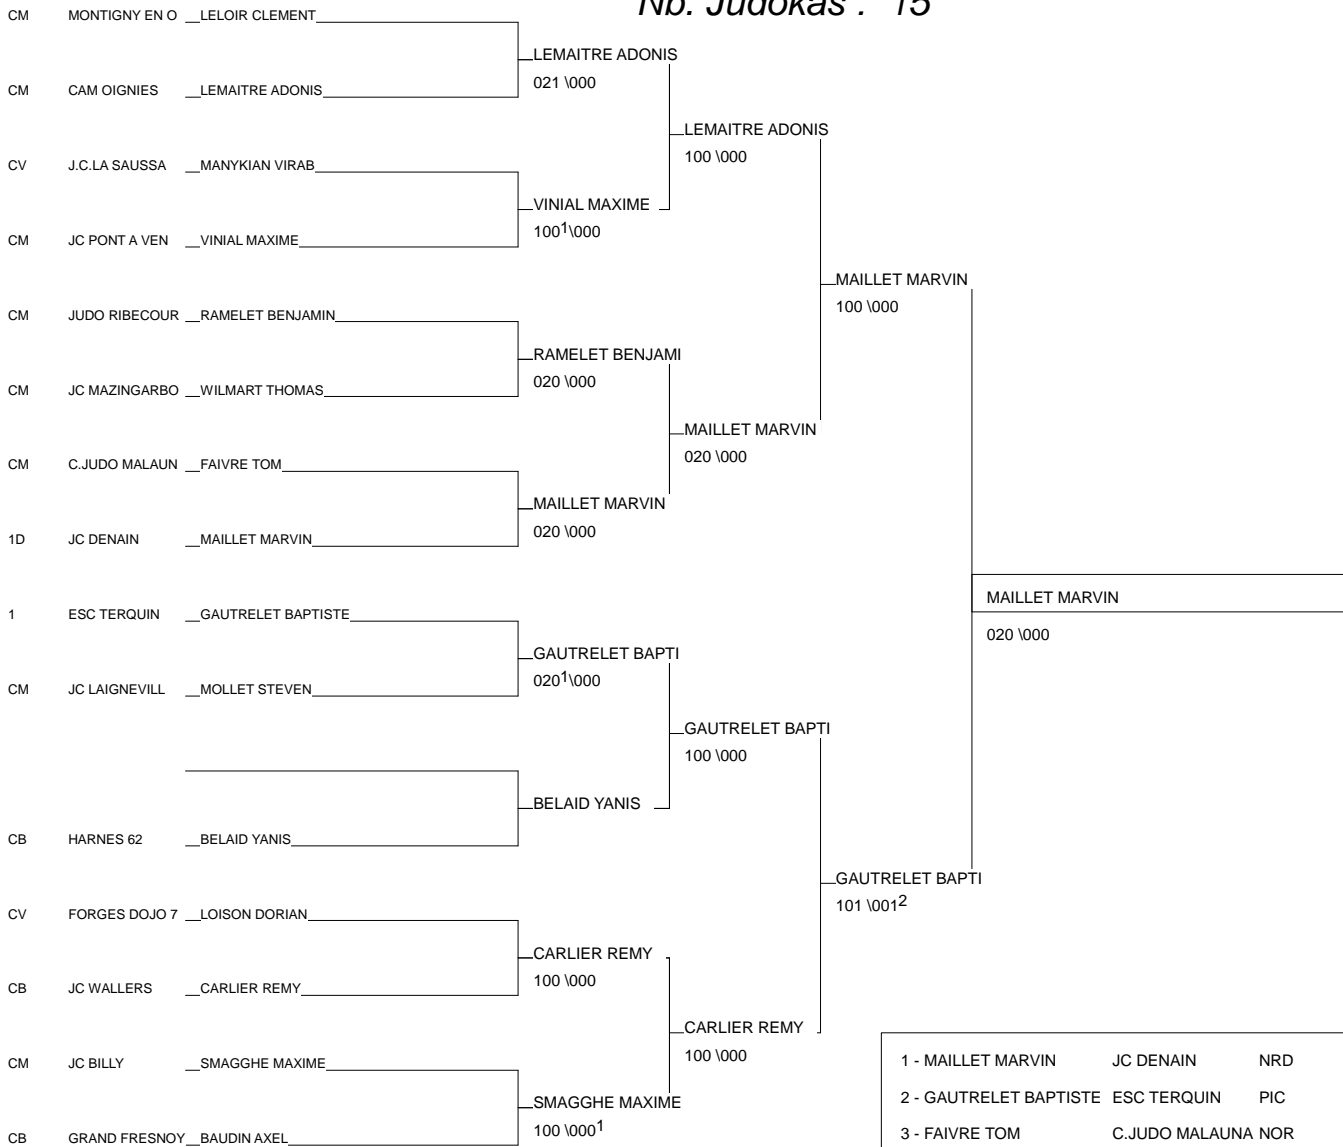 Nb. Judokas : 15
CM MONTIGNY EN O LELOIR CLEMENT
LEMAITRE ADONIS
021 \000
CM CAM OIGNIES LEMAITRE ADONIS
LEMAITRE ADONIS
100 \000
CV J.C.LA SAUSSA MANYKIAN VIRAB
VINIAL MAXIME
100¹\000
CM JC PONT A VEN VINIAL MAXIME
MAILLET MARVIN
100 \000
CM JUDO RIBECOUR RAMELET BENJAMIN
RAMELET BENJAMI
020 \000
CM JC MAZINGARBO WILMART THOMAS
MAILLET MARVIN
020 \000
CM C.JUDO MALAUN FAIVRE TOM
MAILLET MARVIN
020 \000
1D JC DENAIN MAILLET MARVIN
MAILLET MARVIN
020 \000
1 ESC TERQUIN GAUTRELET BAPTISTE
GAUTRELET BAPTI
020¹\000
CM JC LAIGNEVILL MOLLET STEVEN
GAUTRELET BAPTI
100 \000
BELAID YANIS
CB HARNES 62 BELAID YANIS
GAUTRELET BAPTI
101 \001²
CV FORGES DOJO 7 LOISON DORIAN
CARLIER REMY
100 \000
CB JC WALLERS CARLIER REMY
CARLIER REMY
100 \000
CM JC BILLY SMAGGHE MAXIME
SMAGGHE MAXIME
100 \000¹
CB GRAND FRESNOY BAUDIN AXEL
1 - MAILLET MARVIN JC DENAIN NRD
2 - GAUTRELET BAPTISTE ESC TERQUIN PIC
3 - FAIVRE TOM C.JUDO MALAUNA NOR